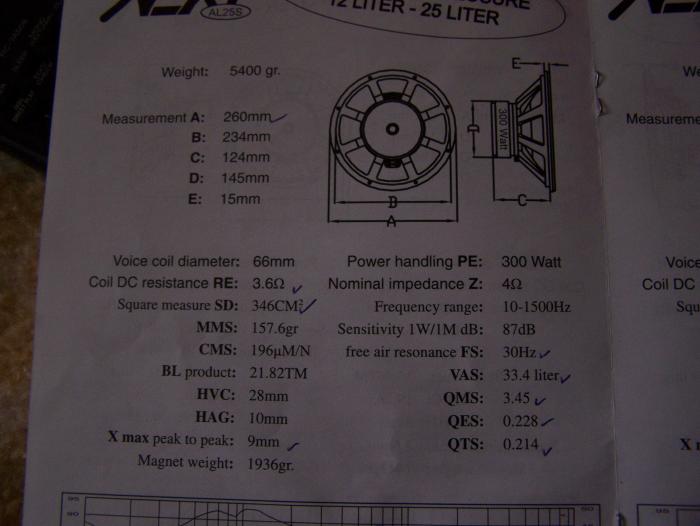 AL25S
12 LITER - 25 LITER
Weight: 5400 gr.
Measurement A: 260mm
B: 234mm
C: 124mm
D: 145mm
E: 15mm
E
D
300 Watt
B
C
A
Voice coil diameter: 66mm
Coil DC resistance RE: 3.6Ω
Square measure SD: 346CM²
MMS: 157.6gr
CMS: 196µM/N
BL product: 21.82TM
HVC: 28mm
HAG: 10mm
X max peak to peak: 9mm
Magnet weight: 1936gr.
Power handling PE: 300 Watt
Nominal impedance Z: 4Ω
Frequency range: 10-1500Hz
Sensitivity 1W/1M dB: 87dB
free air resonance FS: 30Hz
VAS: 33.4 liter
QMS: 3.45
QES: 0.228
QTS: 0.214
95
90
50
We
Measureme
Voice
Coil DC
Squ
X